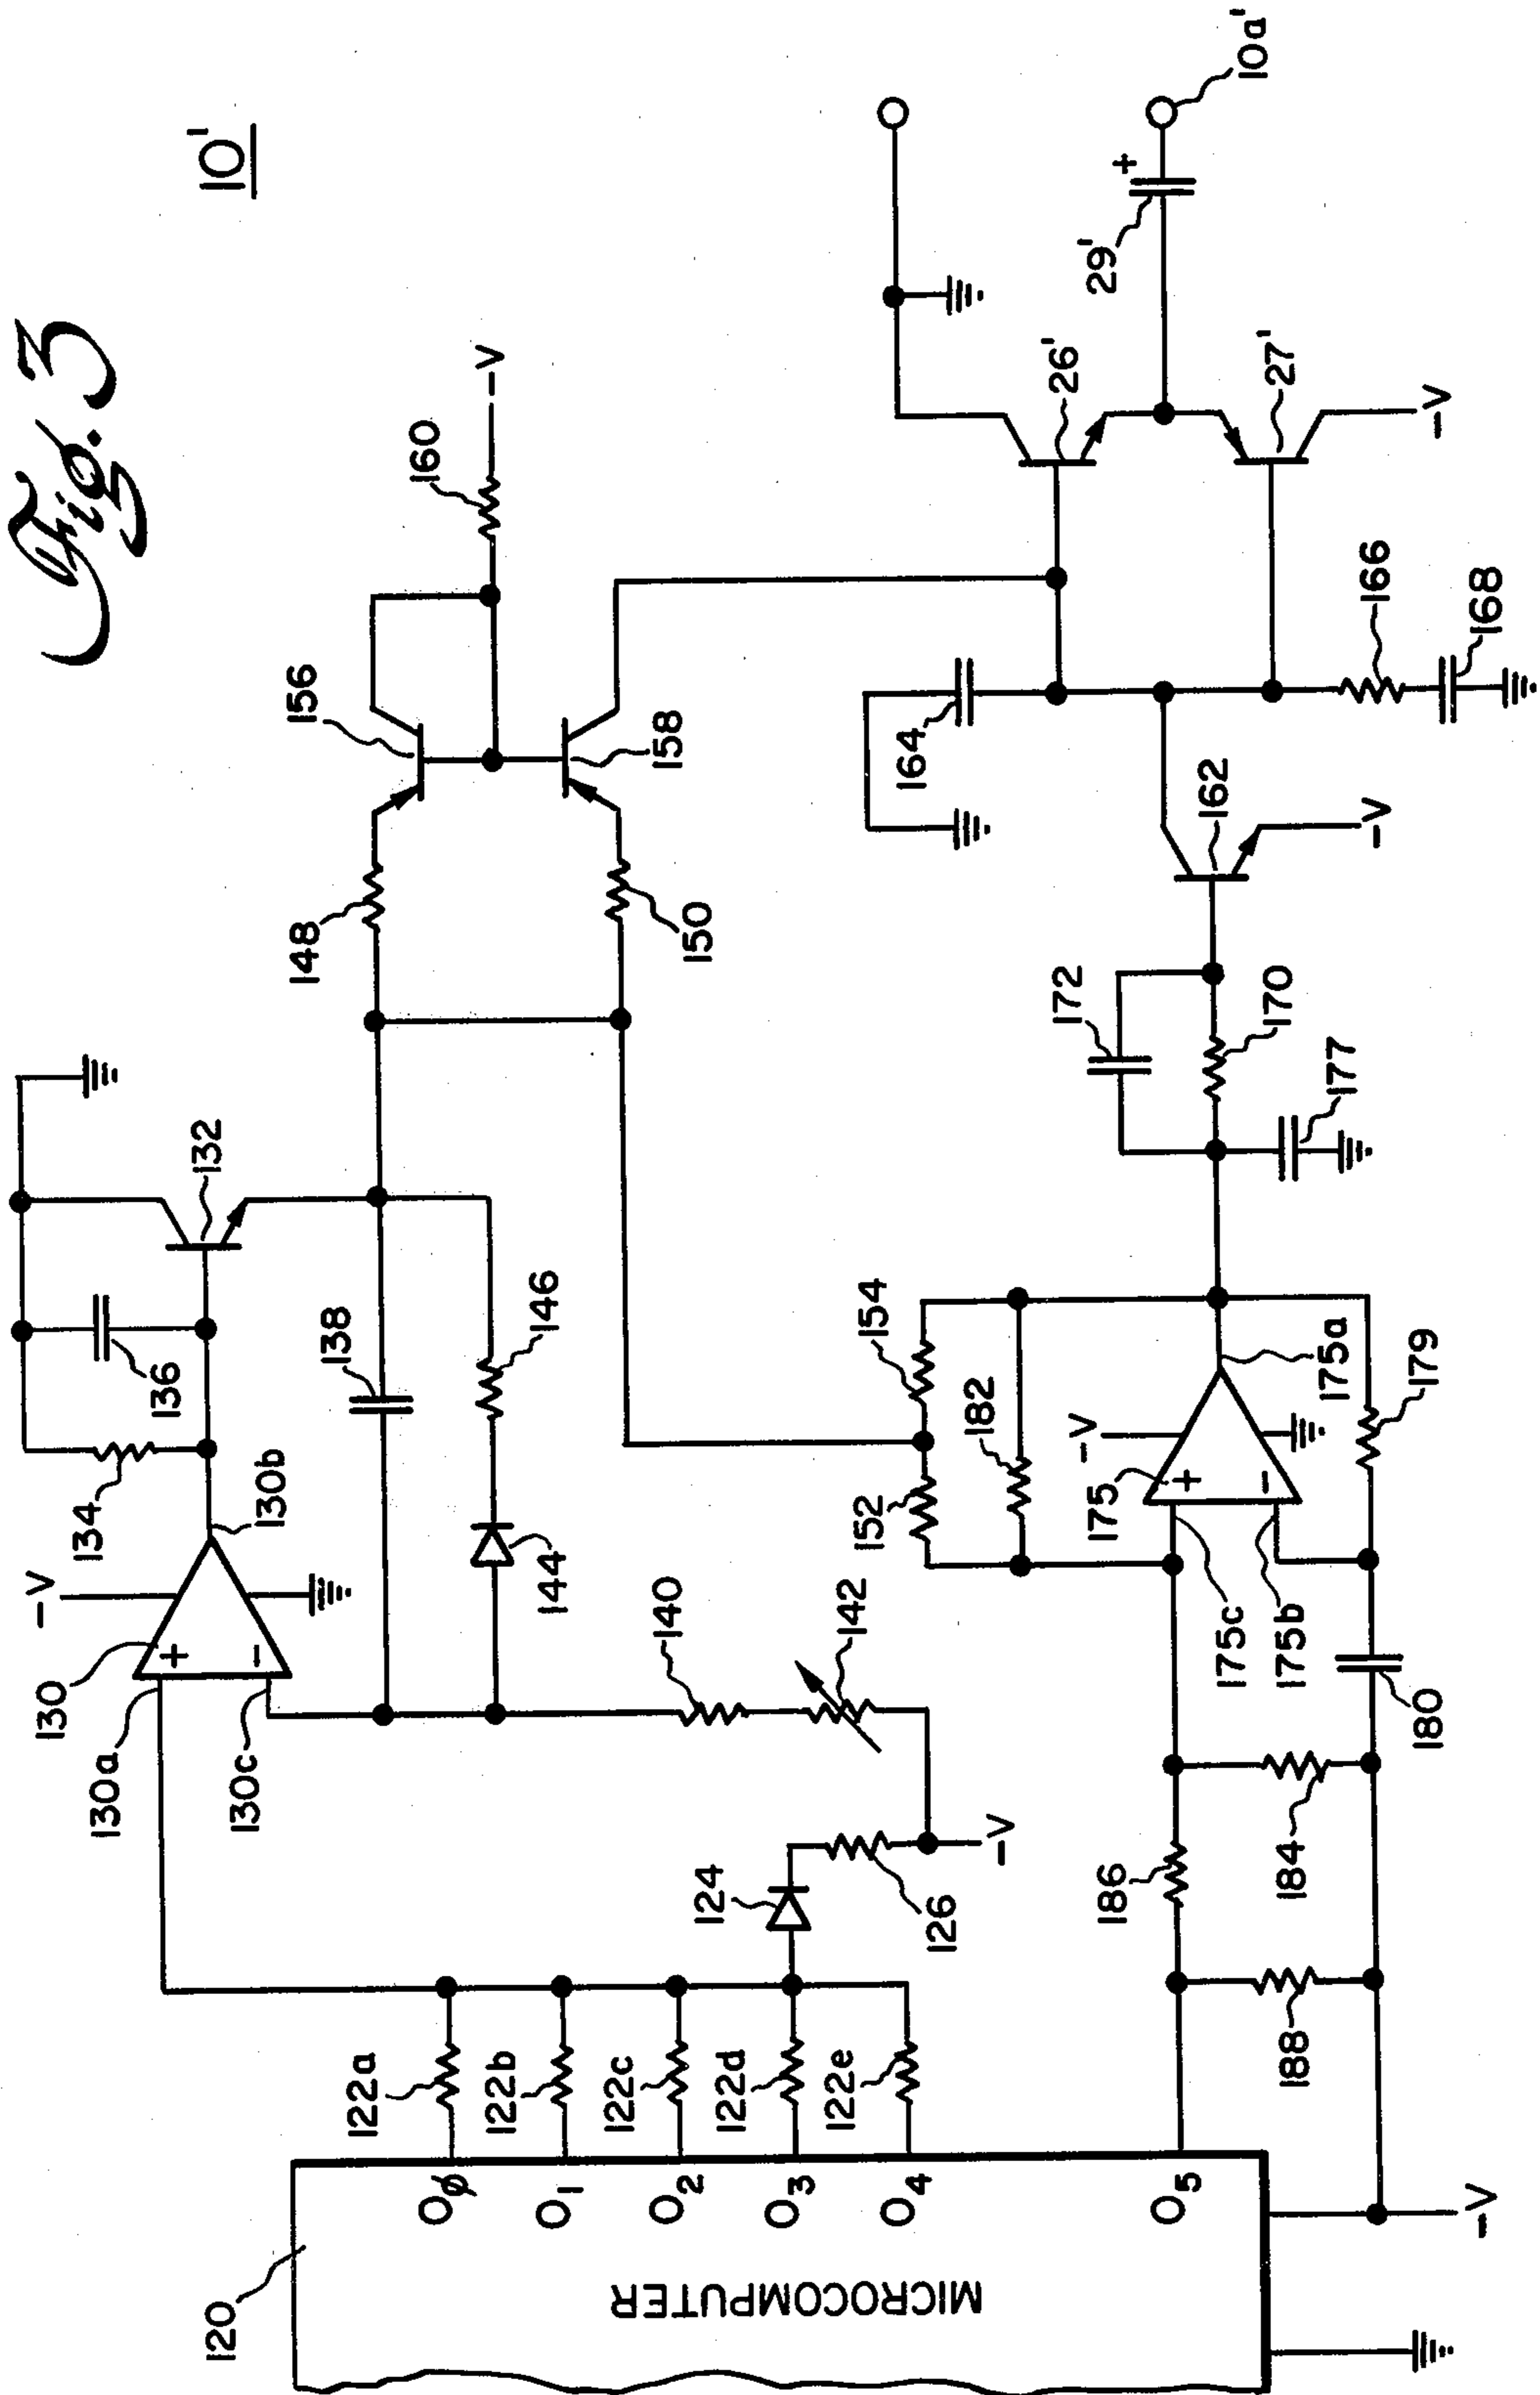 Fig. 3
10'
120
MICROCOMPUTER
Oφ
O1
O2
O3
O4
O5
122a
122b
122c
122d
122e
124
126
-V
130
130a
130b
130c
-V
134
136
132
138
144
146
140
142
148
150
156
158
160
-V
152
154
182
175
-V
+
-
175a
175b
175c
179
180
184
186
188
-V
+
-
172
170
177
162
-V
164
166
168
26'
27'
-V
29'
+
10a'